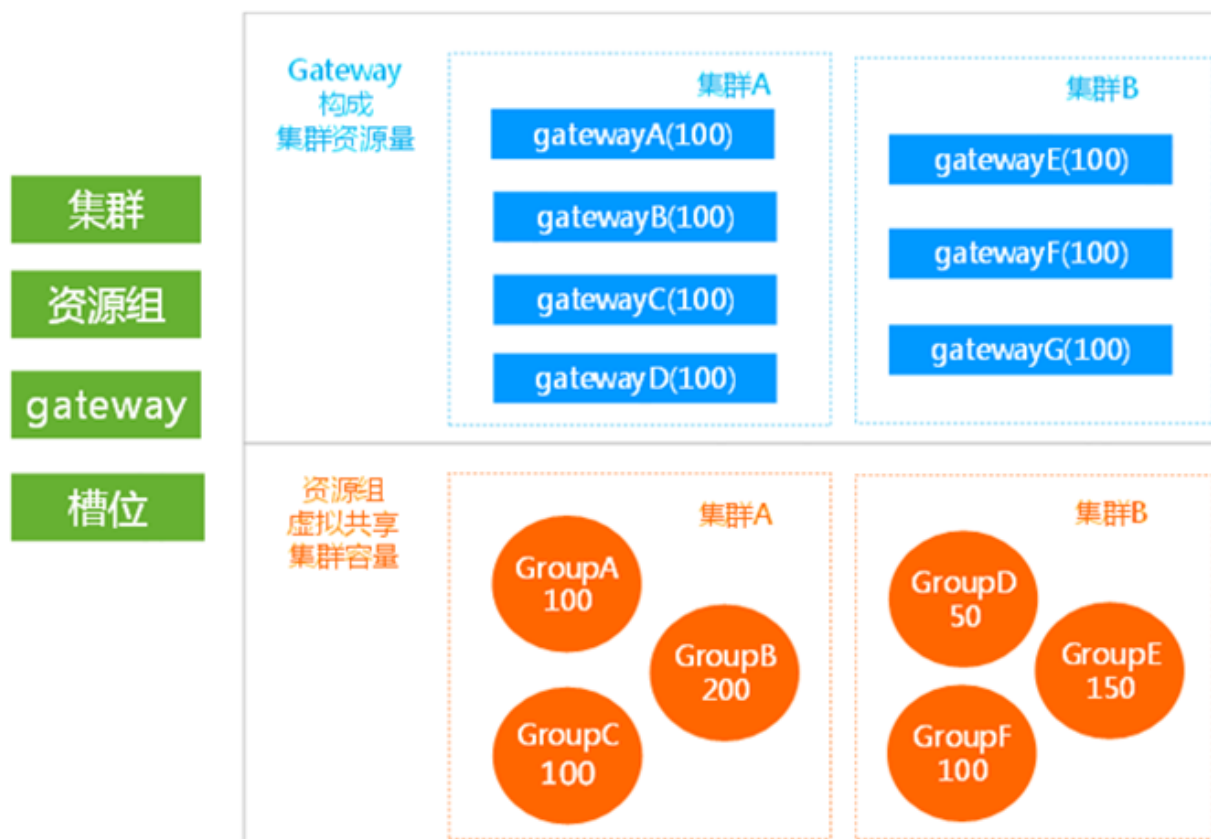 集群
资源组
gateway
槽位
Gateway
构成
集群资源量
集群A
gatewayA(100)
gatewayB(100)
gatewayC(100)
gatewayD(100)
集群B
gatewayE(100)
gatewayF(100)
gatewayG(100)
资源组
虚拟共享
集群容量
集群A
GroupA
100
GroupB
200
GroupC
100
集群B
GroupD
50
GroupE
150
GroupF
100